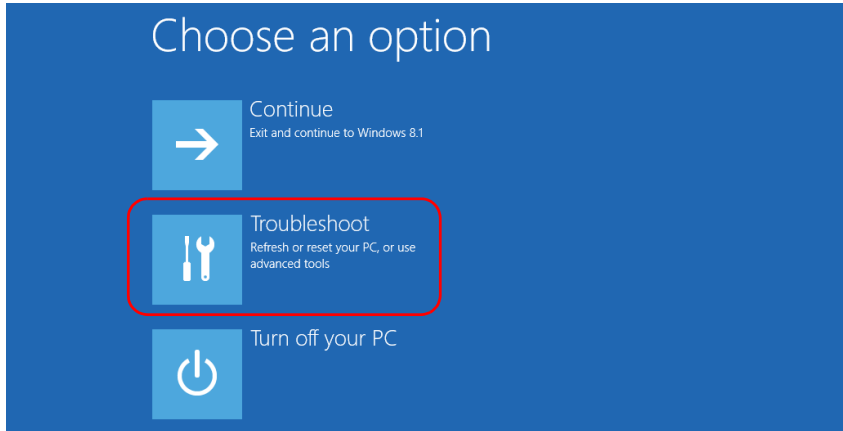 Choose an option
Continue
Exit and continue to Windows 8.1
Troubleshoot
Refresh or reset your PC, or use
advanced tools
Turn off your PC